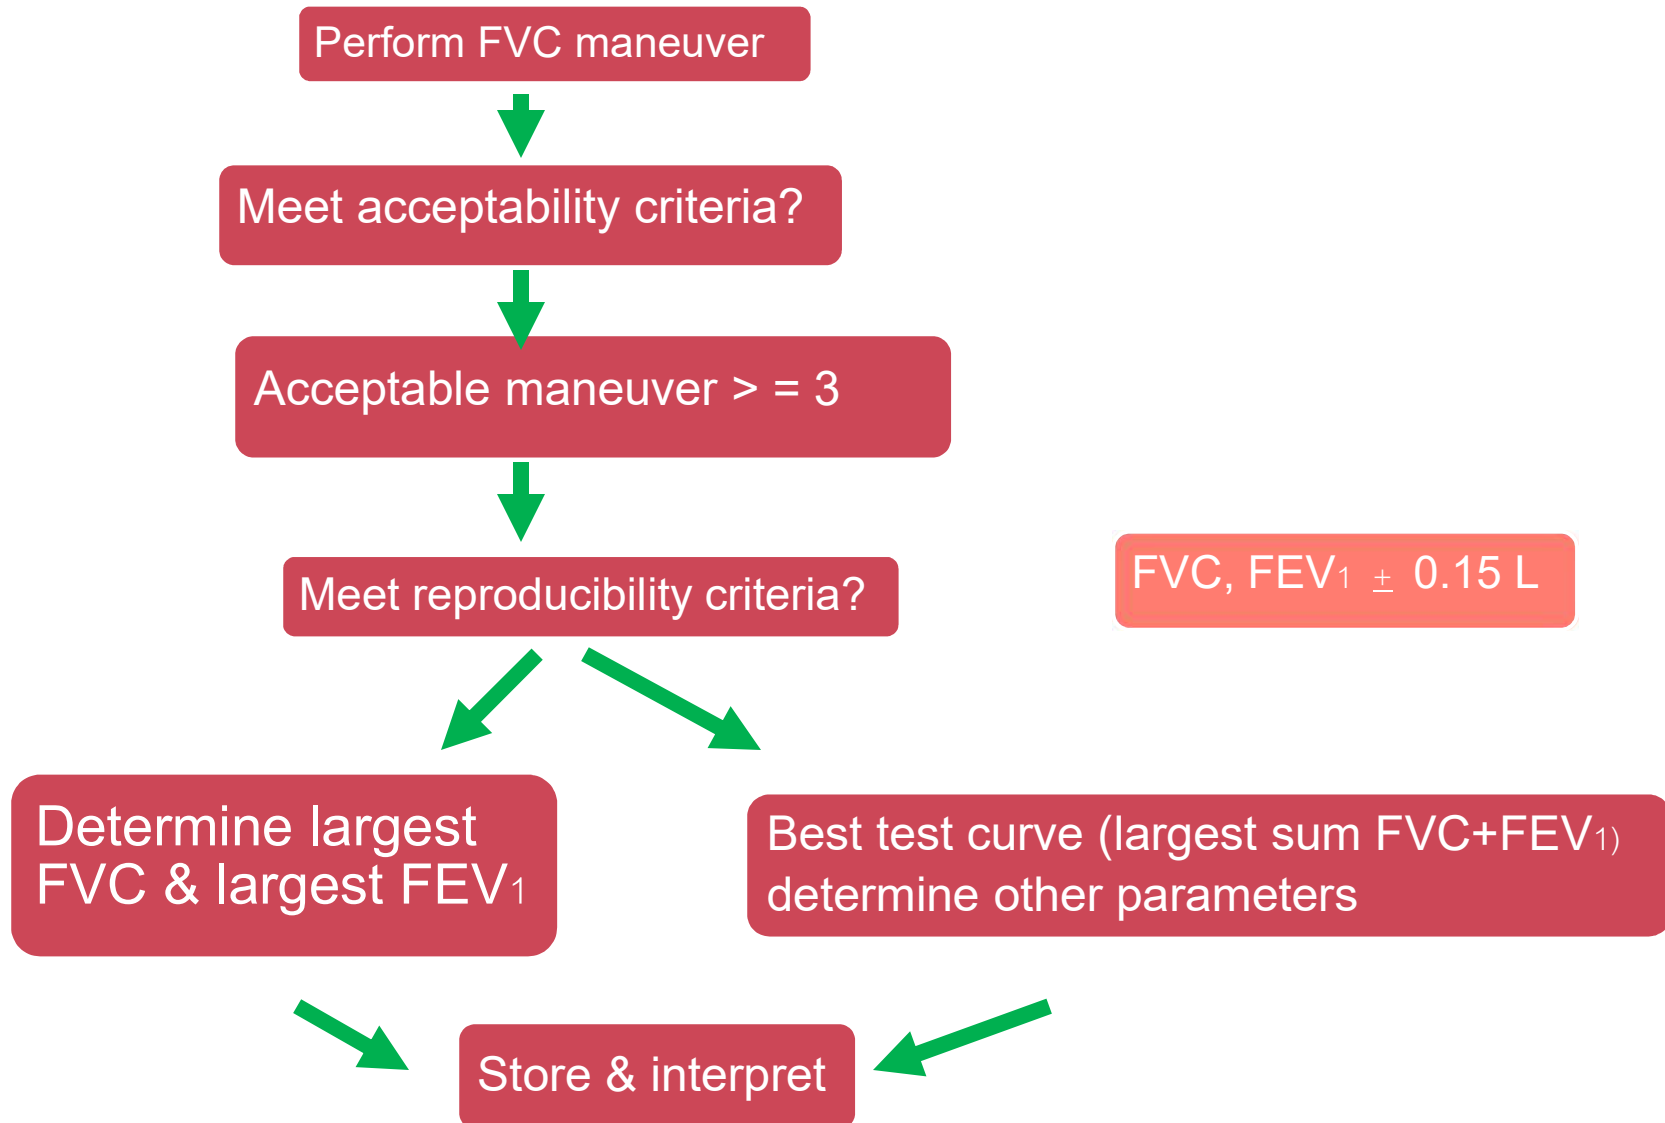 Perform FVC maneuver
Meet acceptability criteria?
Acceptable maneuver > = 3
Meet reproducibility criteria?
FVC, FEV1 ± 0.15 L
Determine largest
FVC & largest FEV1
Best test curve (largest sum FVC+FEV1)
determine other parameters
Store & interpret